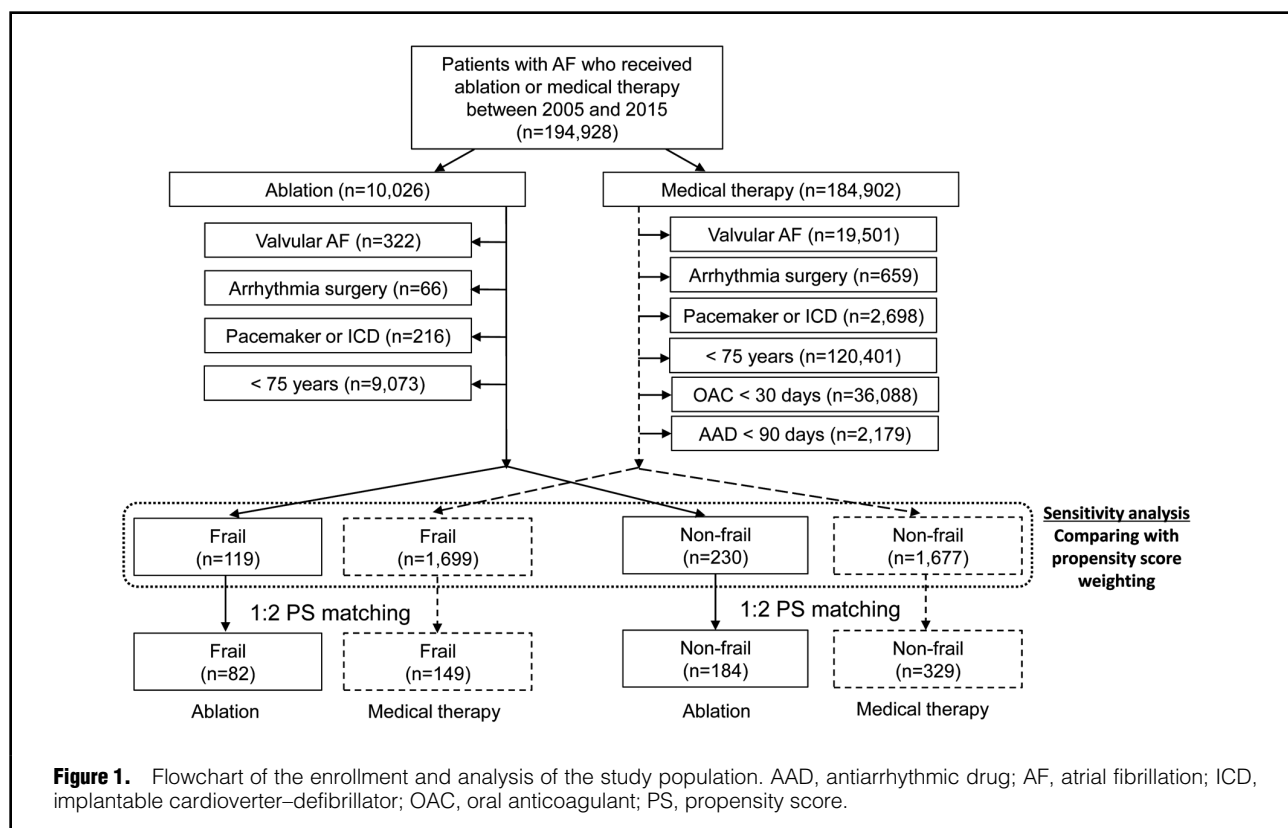 Patients with AF who received
ablation or medical therapy
between 2005 and 2015
(n=194,928)
Ablation (n=10,026)
Medical therapy (n=184,902)
Valvular AF (n=322)
Arrhythmia surgery (n=66)
Pacemaker or ICD (n=216)
< 75 years (n=9,073)
Valvular AF (n=19,501)
Arrhythmia surgery (n=659)
Pacemaker or ICD (n=2,698)
< 75 years (n=120,401)
OAC < 30 days (n=36,088)
AAD < 90 days (n=2,179)
Frail
(n=119)
Frail
(n=1,699)
Non-frail
(n=230)
Non-frail
(n=1,677)
Sensitivity analysis
Comparing with
propensity score
weighting
1:2 PS matching
1:2 PS matching
Frail
(n=82)
Frail
(n=149)
Non-frail
(n=184)
Non-frail
(n=329)
Ablation
Medical therapy
Ablation
Medical therapy
Figure 1. Flowchart of the enrollment and analysis of the study population. AAD, antiarrhythmic drug; AF, atrial fibrillation; ICD,
implantable cardioverter–defibrillator; OAC, oral anticoagulant; PS, propensity score.